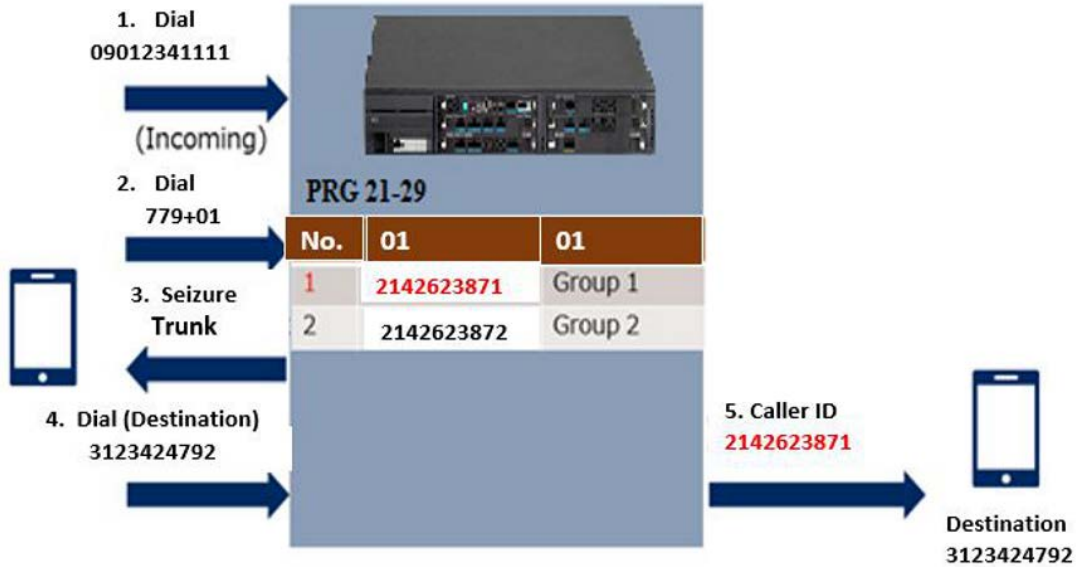 1. Dial
09012341111
(Incoming)
2. Dial
779+01
3. Seizure
Trunk
4. Dial (Destination)
3123424792
PRG 21-29
No. 01 01
1 2142623871 Group 1
2 2142623872 Group 2
5. Caller ID
2142623871
Destination
3123424792